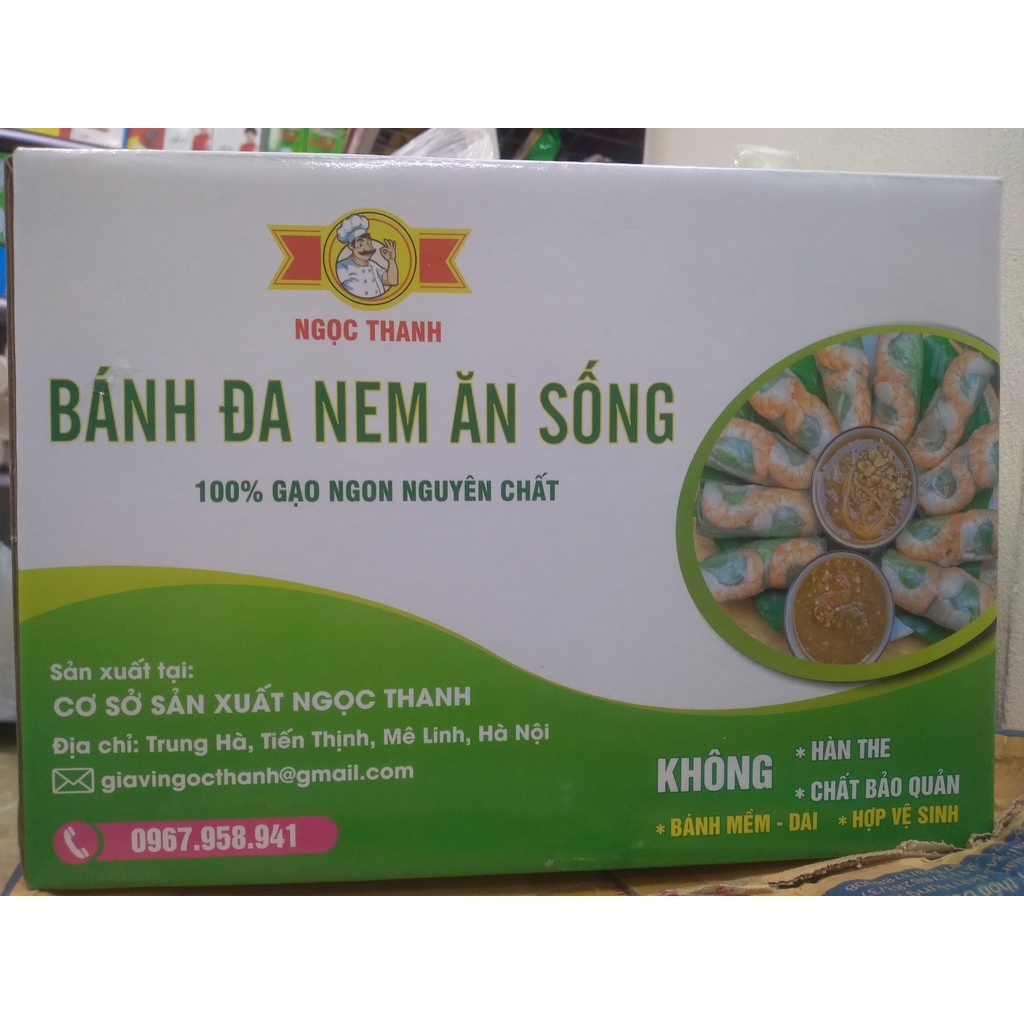 NGỌC THANH
BÁNH ĐA NEM ĂN SỐNG
100% GẠO NGON NGUYÊN CHẤT
Sản xuất tại:
CƠ SỞ SẢN XUẤT NGỌC THANH
Địa chỉ: Trung Hà, Tiến Thịnh, Mê Linh, Hà Nội
giavingocthanh@gmail.com
0967.958.941
KHÔNG
* HÀN THE
* CHẤT BẢO QUẢN
* BÁNH MỀM - DAI * HỢP VỆ SINH